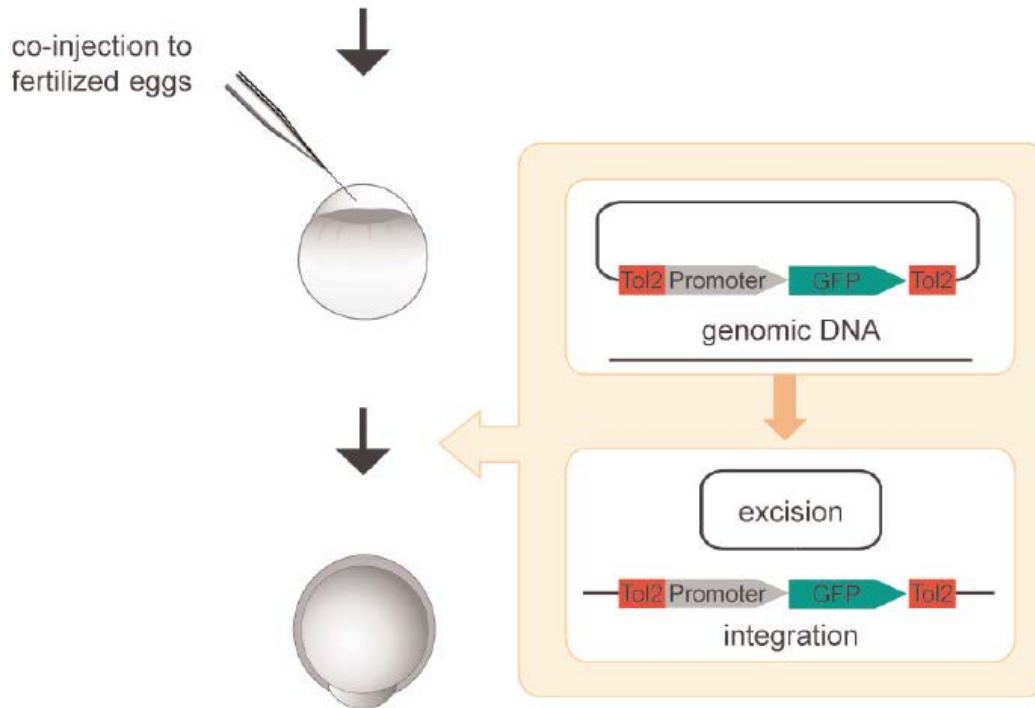 co-injection to
fertilized eggs
Tol2 Promoter GFP Tol2
genomic DNA
excision
Tol2 Promoter GFP Tol2
integration